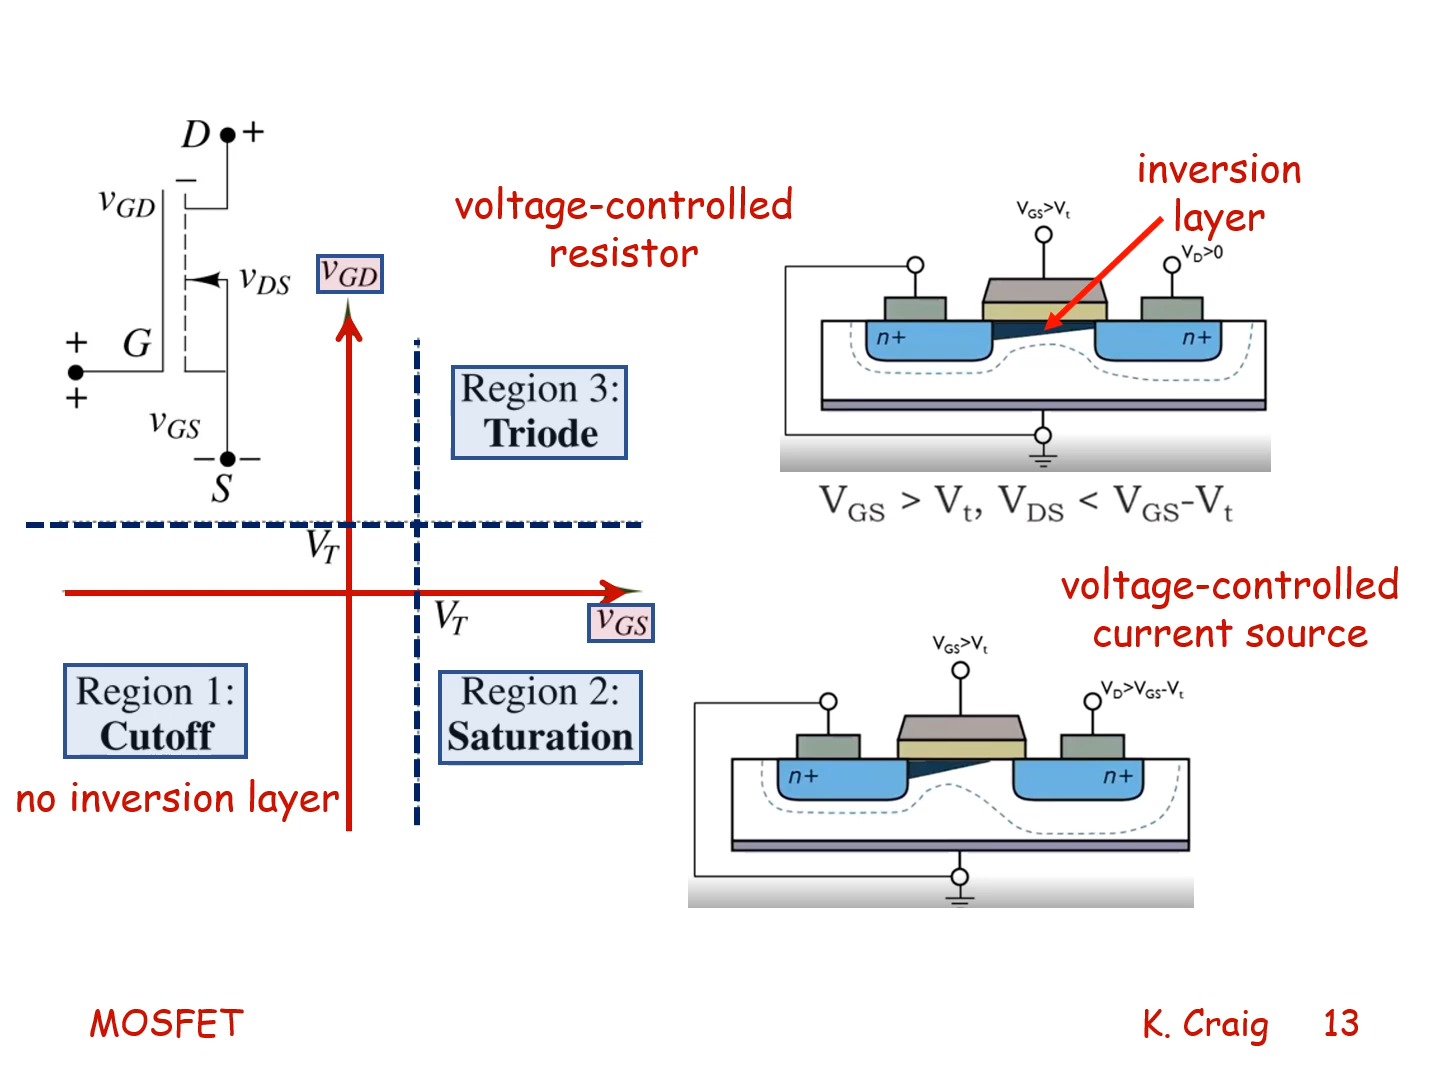 D +
−
vGD
vDS
+ G
+
vGS
− −
S
voltage-controlled
resistor
vGD
Region 3:
Triode
VT
VT
vGS
Region 1:
Cutoff
no inversion layer
Region 2:
Saturation
inversion
layer
VGS>Vt
VD>0
n+ n+
VGS > Vt, VDS < VGS-Vt
voltage-controlled
current source
VGS>Vt
VD>VGS-Vt
n+ n+
MOSFET K. Craig 13